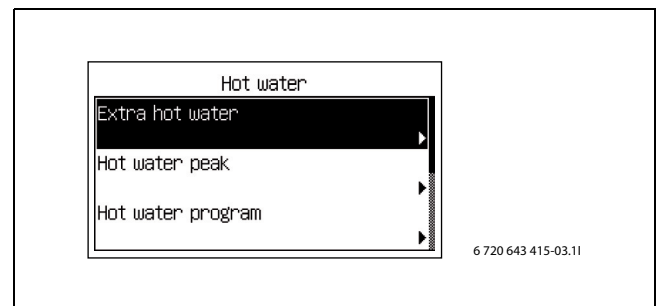 Hot water
Extra hot water
Hot water peak
Hot water program
6 720 643 415-03.1I